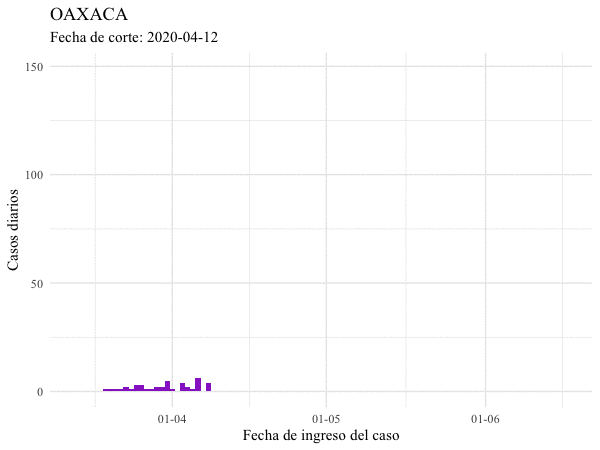 OAXACA
Fecha de corte: 2020-04-12
150
100
50
0
Casos diarios
01-04
01-05
01-06
Fecha de ingreso del caso